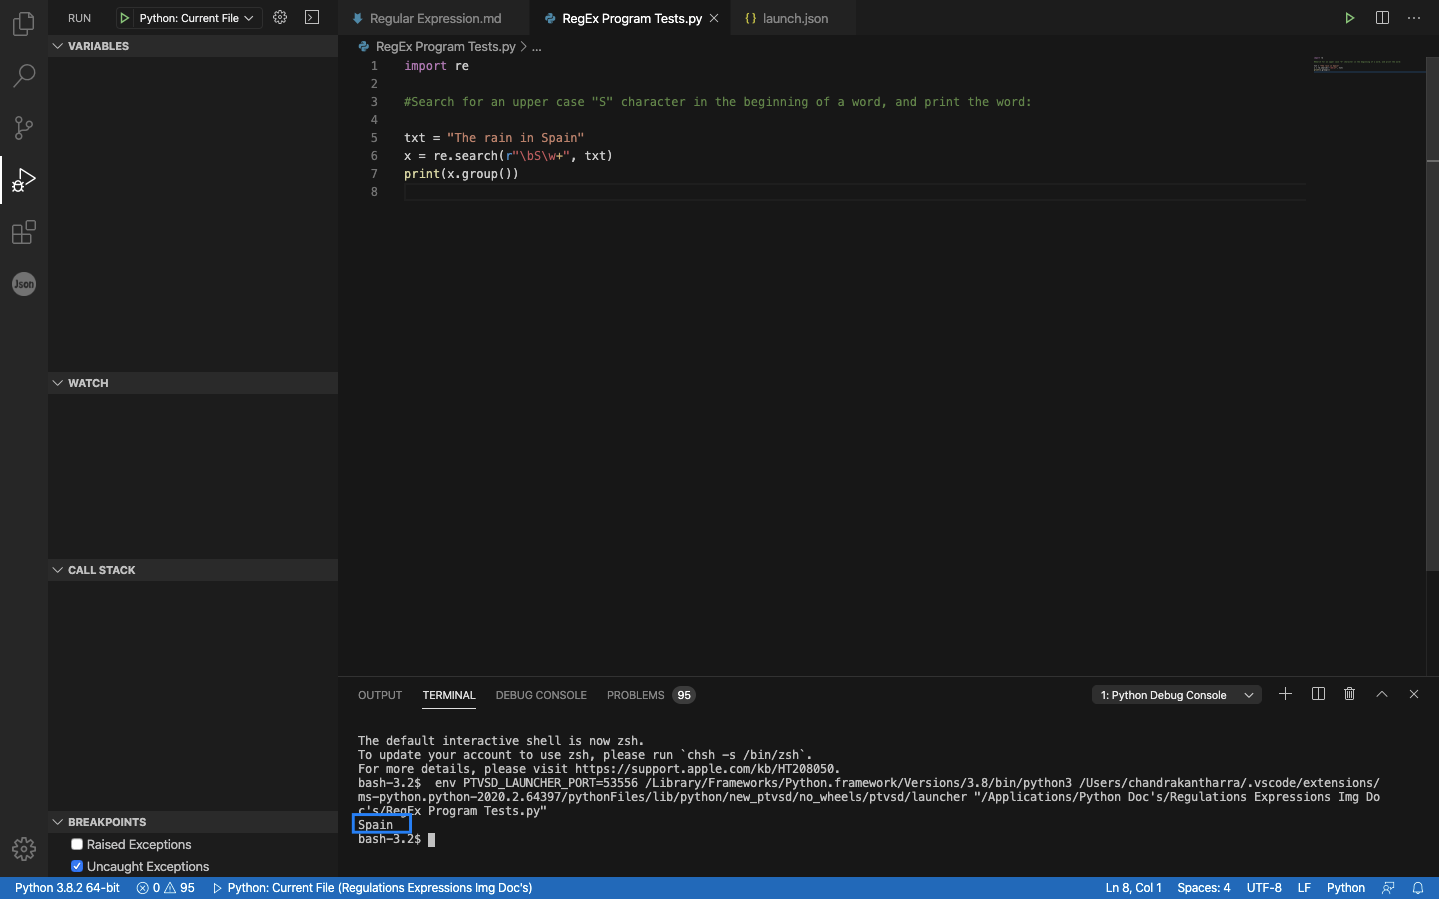 RUN
Python: Current File
Regular Expression.md
RegEx Program Tests.py
launch.json
VARIABLES
RegEx Program Tests.py > ...
1 import re
2
3 #Search for an upper case "S" character in the beginning of a word, and print the word:
4
5 txt = "The rain in Spain"
6 x = re.search(r"\bS\w+", txt)
7 print(x.group())
8
Json
WATCH
CALL STACK
BREAKPOINTS
Raised Exceptions
Uncaught Exceptions
OUTPUT TERMINAL DEBUG CONSOLE PROBLEMS 95
1: Python Debug Console
The default interactive shell is now zsh.
To update your account to use zsh, please run `chsh -s /bin/zsh`.
For more details, please visit https://support.apple.com/kb/HT208050.
bash-3.2$  env PTVSD_LAUNCHER_PORT=53556 /Library/Frameworks/Python.framework/Versions/3.8/bin/python3 /Users/chandrakantharra/.vscode/extensions/
ms-python.python-2020.2.64397/pythonFiles/lib/python/new_ptvsd/no_wheels/ptvsd/launcher "/Applications/Python Doc's/Regulations Expressions Img Do
c's/RegEx Program Tests.py"
Spain
bash-3.2$
Python 3.8.2 64-bit 0 95 Python: Current File (Regulations Expressions Img Doc's) Ln 8, Col 1 Spaces: 4 UTF-8 LF Python